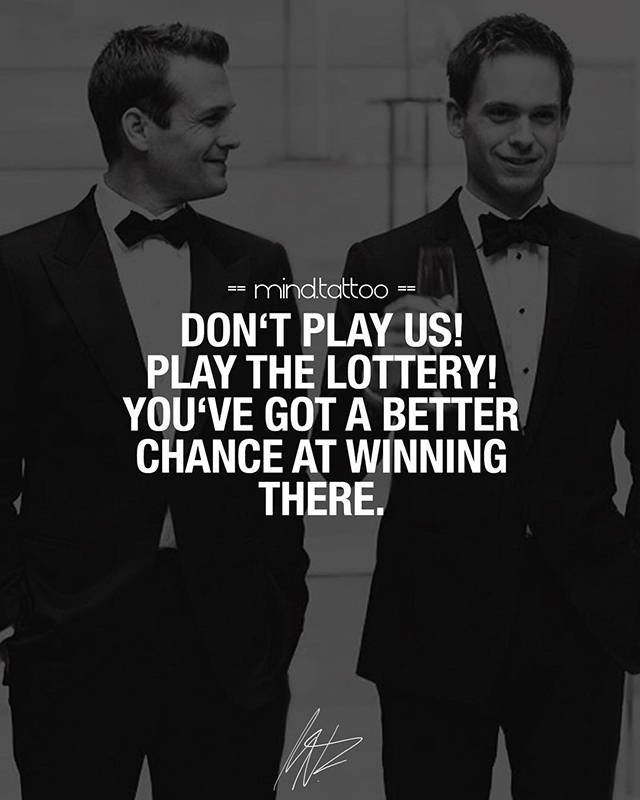 == mind.tattoo ==
DON‘T PLAY US!
PLAY THE LOTTERY!
YOU‘VE GOT A BETTER
CHANCE AT WINNING
THERE.